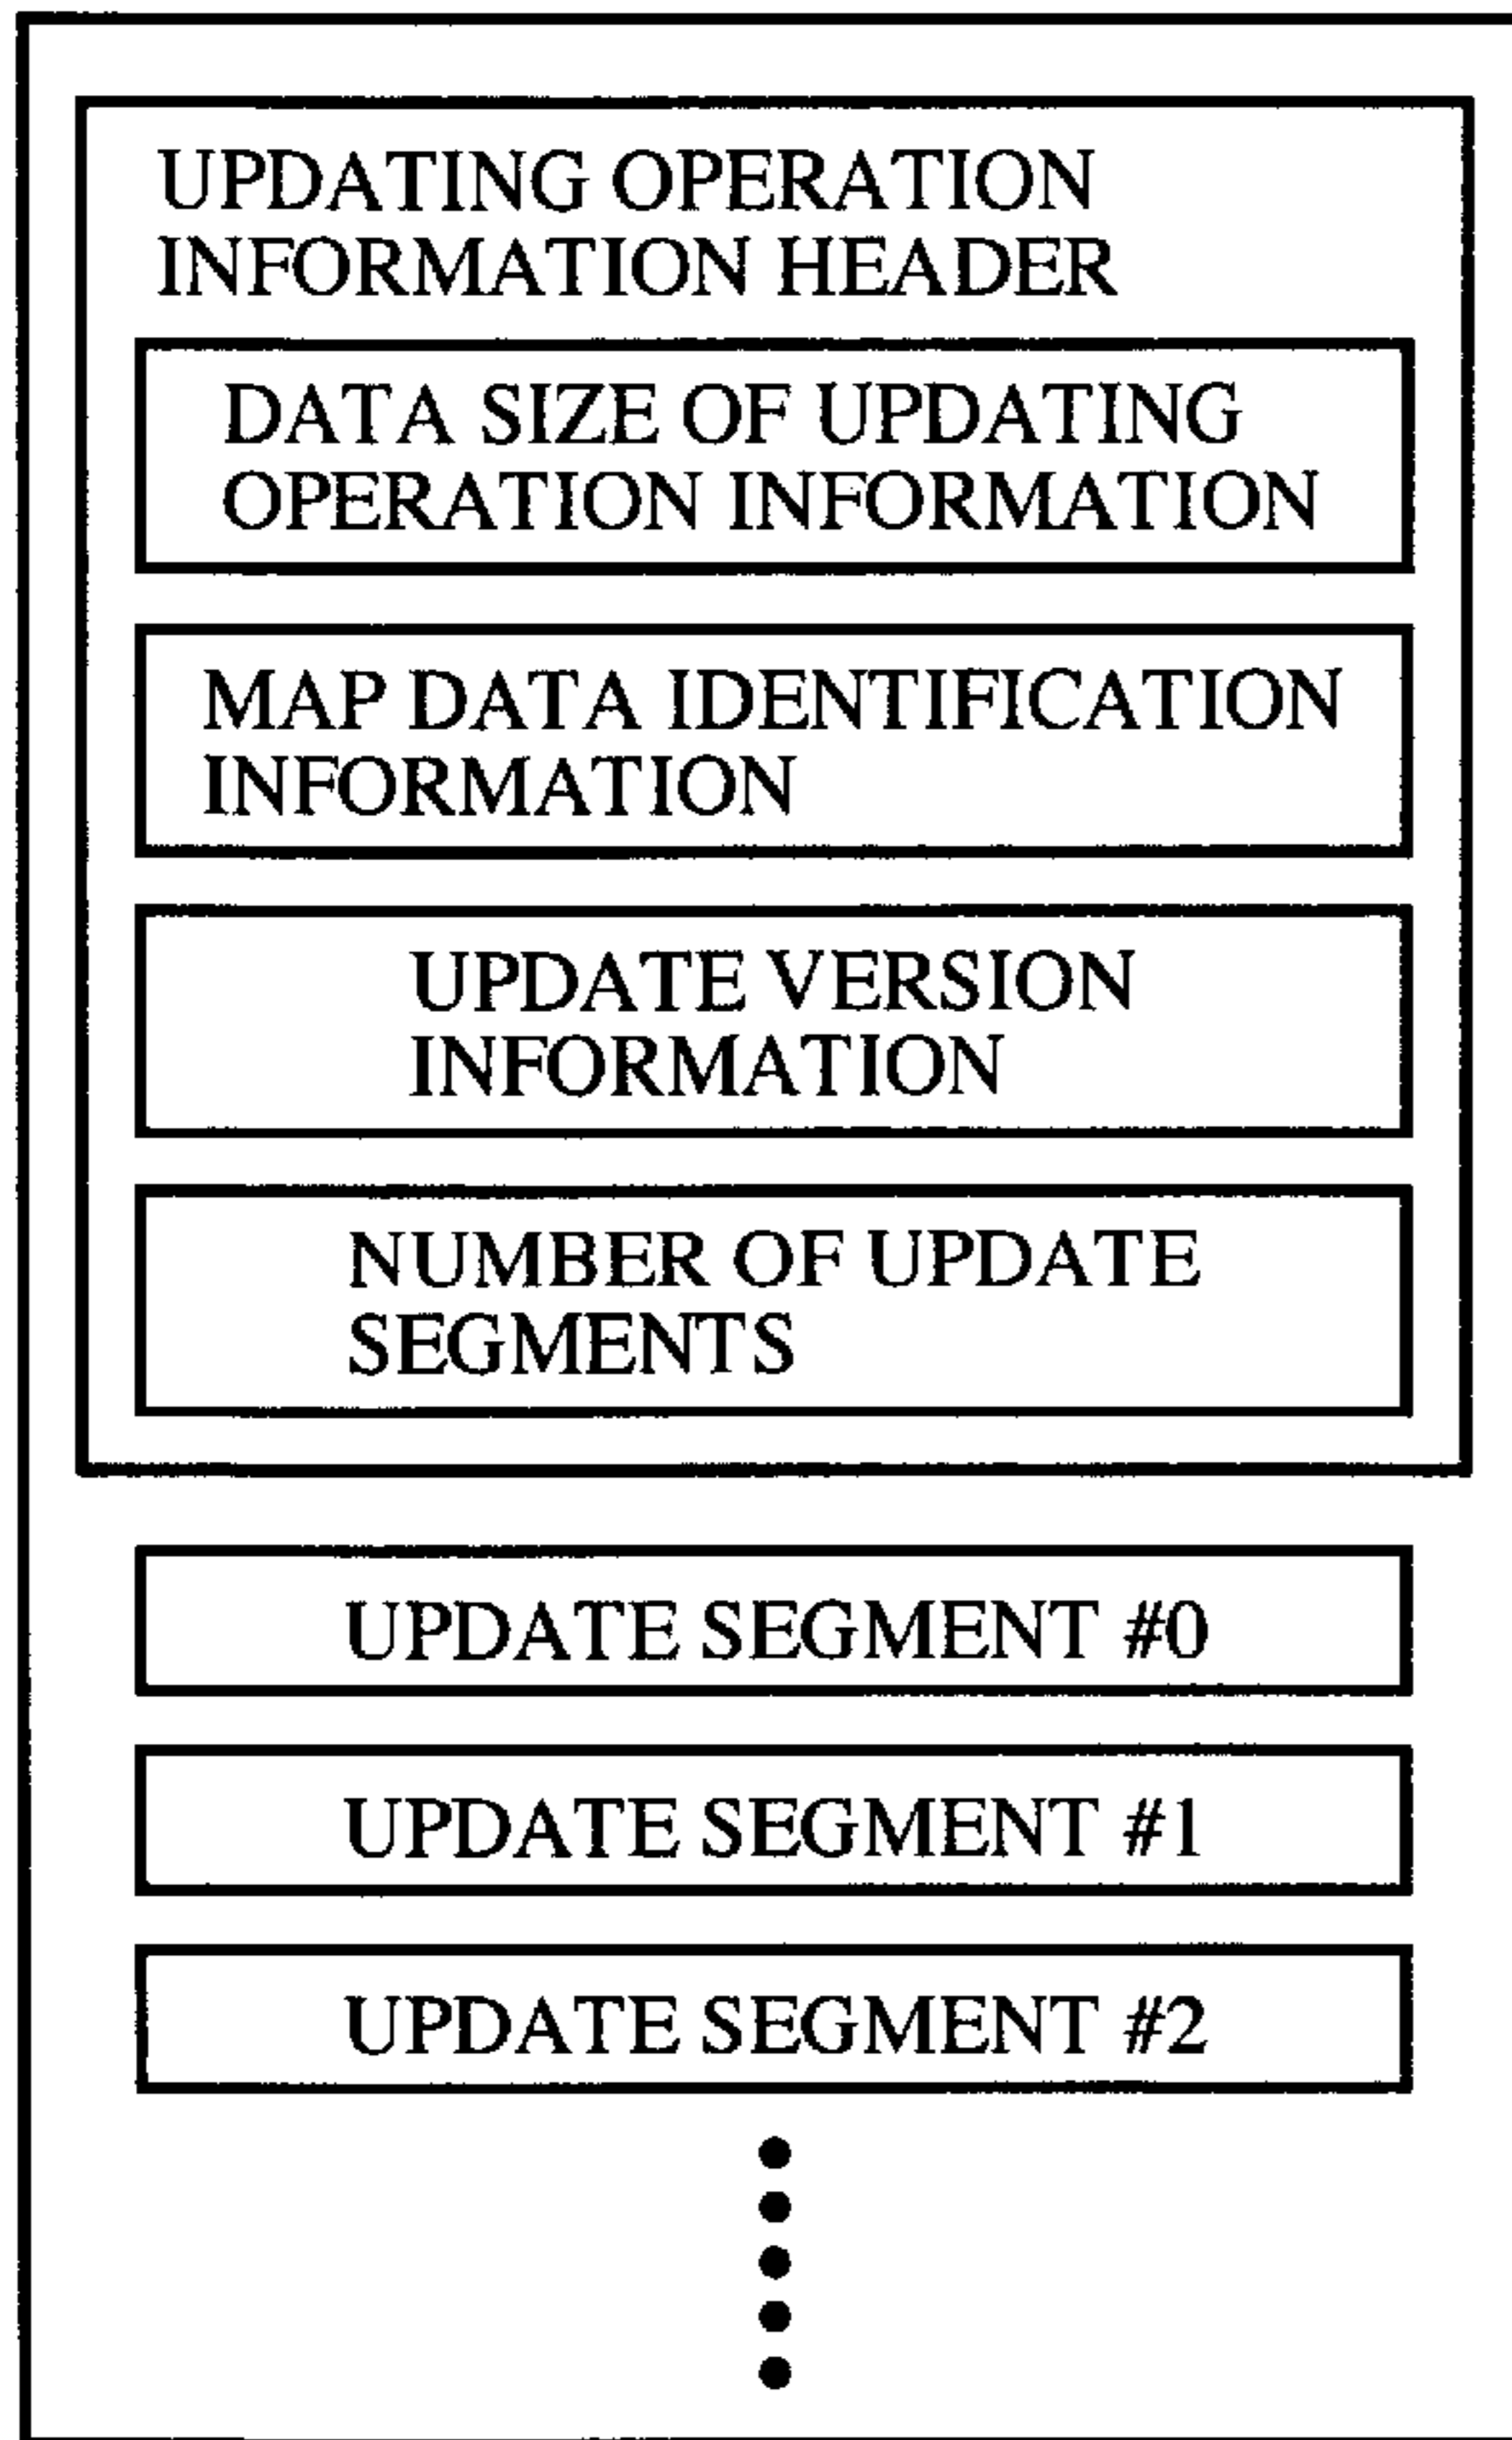 UPDATING OPERATION
INFORMATION HEADER
DATA SIZE OF UPDATING
OPERATION INFORMATION
MAP DATA IDENTIFICATION
INFORMATION
UPDATE VERSION
INFORMATION
NUMBER OF UPDATE
SEGMENTS
UPDATE SEGMENT #0
UPDATE SEGMENT #1
UPDATE SEGMENT #2